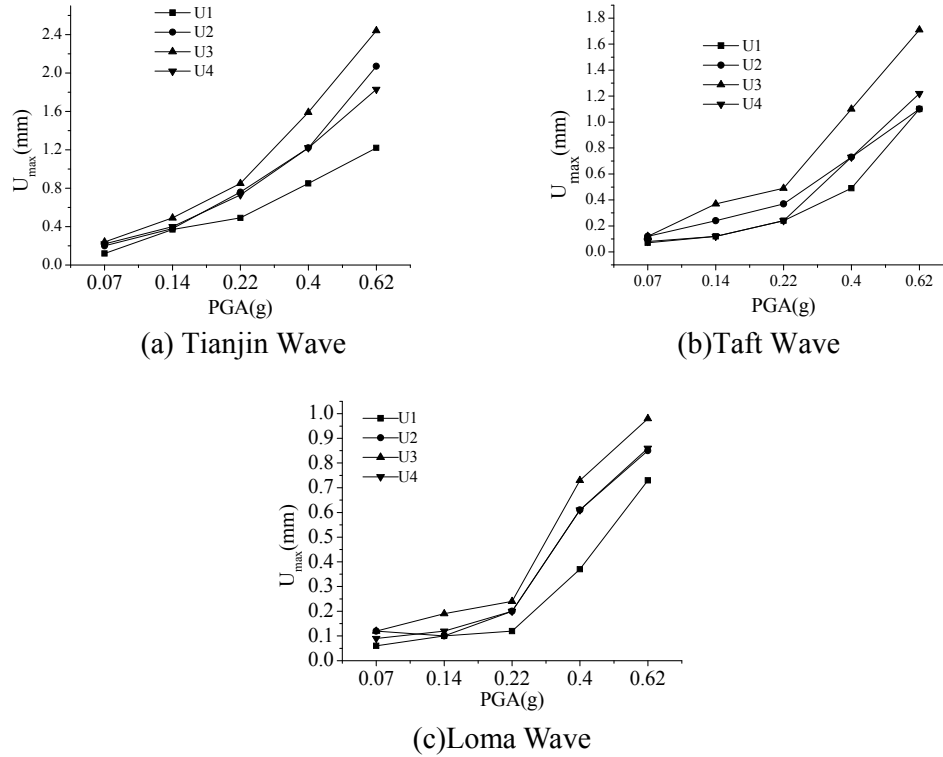 U1
U2
U3
U4
2.4
2.0
1.6
1.2
0.8
0.4
0.0
U_max(mm)
0.07 0.14 0.22 0.4 0.62
PGA(g)
(a) Tianjin Wave
U1
U2
U3
U4
1.8
1.6
1.4
1.2
1.0
0.8
0.6
0.4
0.2
0.0
U_max(mm)
0.07 0.14 0.22 0.4 0.62
PGA(g)
(b)Taft Wave
U1
U2
U3
U4
1.0
0.9
0.8
0.7
0.6
0.5
0.4
0.3
0.2
0.1
0.0
U_max(mm)
0.07 0.14 0.22 0.4 0.62
PGA(g)
(c)Loma Wave